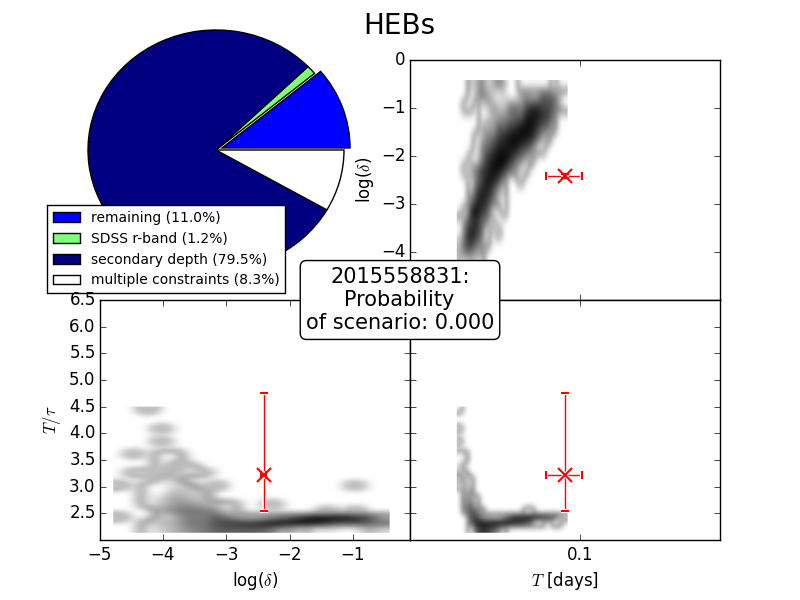 HEBs
remaining (11.0%)
SDSS r-band (1.2%)
secondary depth (79.5%)
multiple constraints (8.3%)
0
−1
−2
−3
−4
log(δ)
2015558831:
Probability
of scenario: 0.000
6.5
6.0
5.5
5.0
4.5
4.0
3.5
3.0
2.5
T/τ
−5
−4
−3
−2
−1
log(δ)
0.1
T [days]